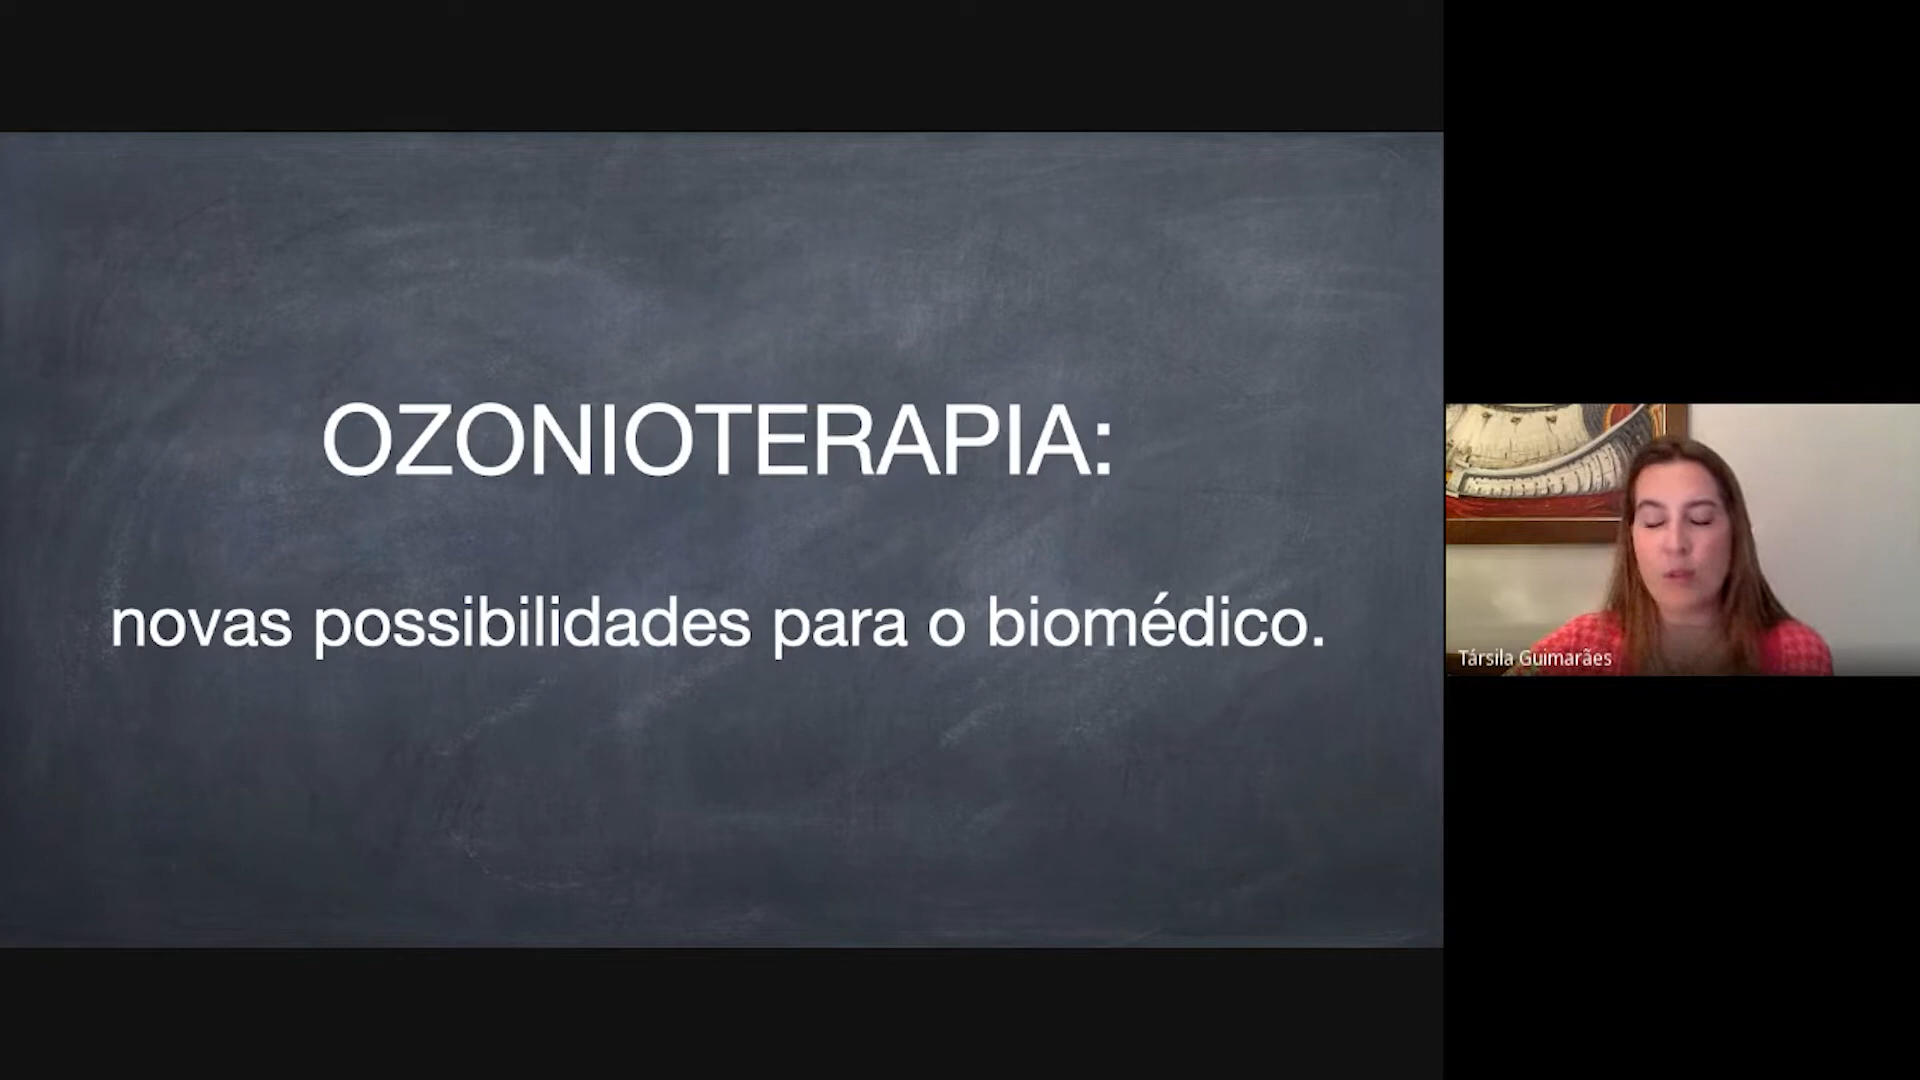 OZONIOTERAPIA:
novas possibilidades para o biomédico.
Társila Guimarães